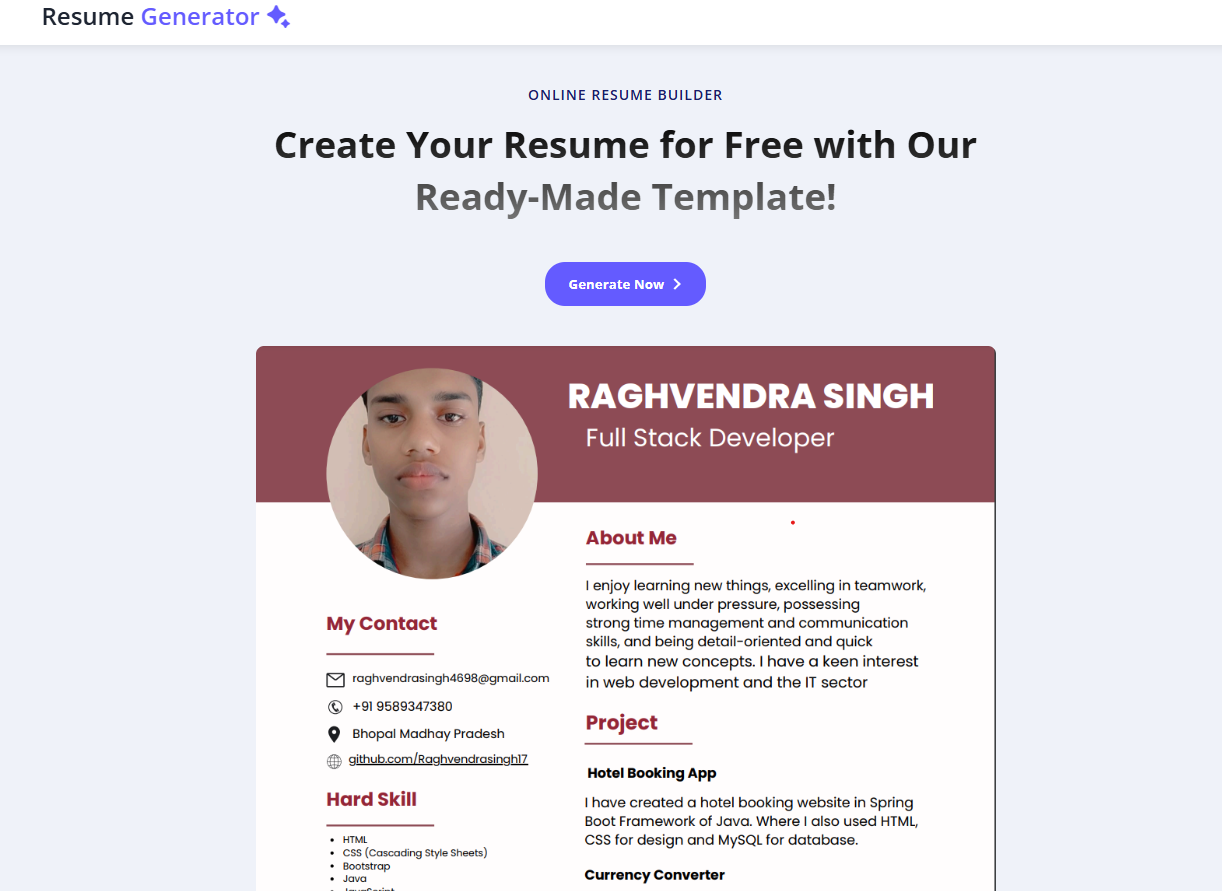 Resume Generator
ONLINE RESUME BUILDER
Create Your Resume for Free with Our
Ready-Made Template!
Generate Now
RAGHVENDRA SINGH
Full Stack Developer
About Me
I enjoy learning new things, excelling in teamwork,
working well under pressure, possessing
strong time management and communication
skills, and being detail-oriented and quick
to learn new concepts. I have a keen interest
in web development and the IT sector
My Contact
raghvendrasingh4698@gmail.com
+91 9589347380
Bhopal Madhay Pradesh
github.com/Raghvendrasingh17
Hard Skill
HTML
CSS (Cascading Style Sheets)
Bootstrap
Java
JavaScript
Project
Hotel Booking App
I have created a hotel booking website in Spring
Boot Framework of Java. Where I also used HTML,
CSS for design and MySQL for database.
Currency Converter